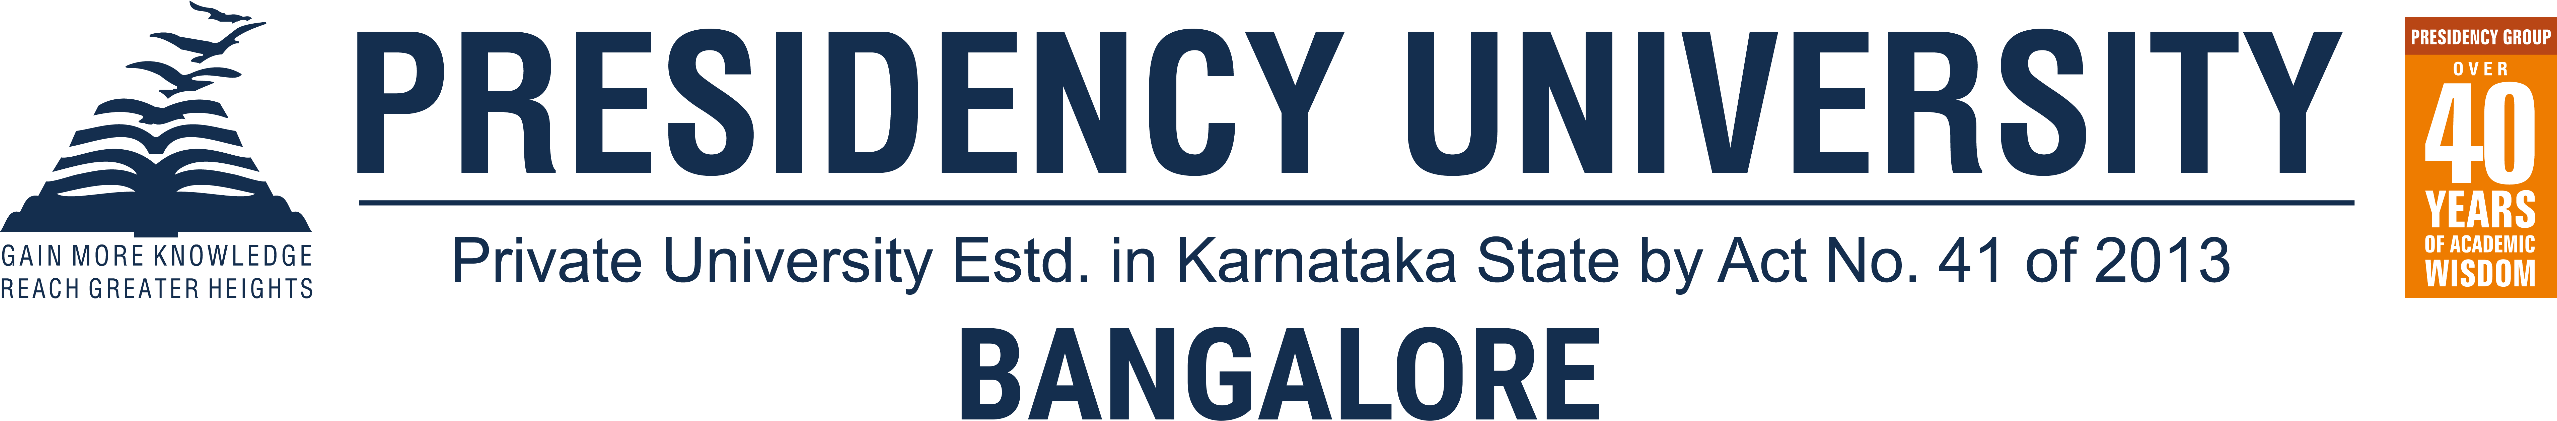 GAIN MORE KNOWLEDGE
REACH GREATER HEIGHTS
PRESIDENCY UNIVERSITY
Private University Estd. in Karnataka State by Act No. 41 of 2013
BANGALORE
PRESIDENCY GROUP
OVER
40
YEARS
OF ACADEMIC
WISDOM